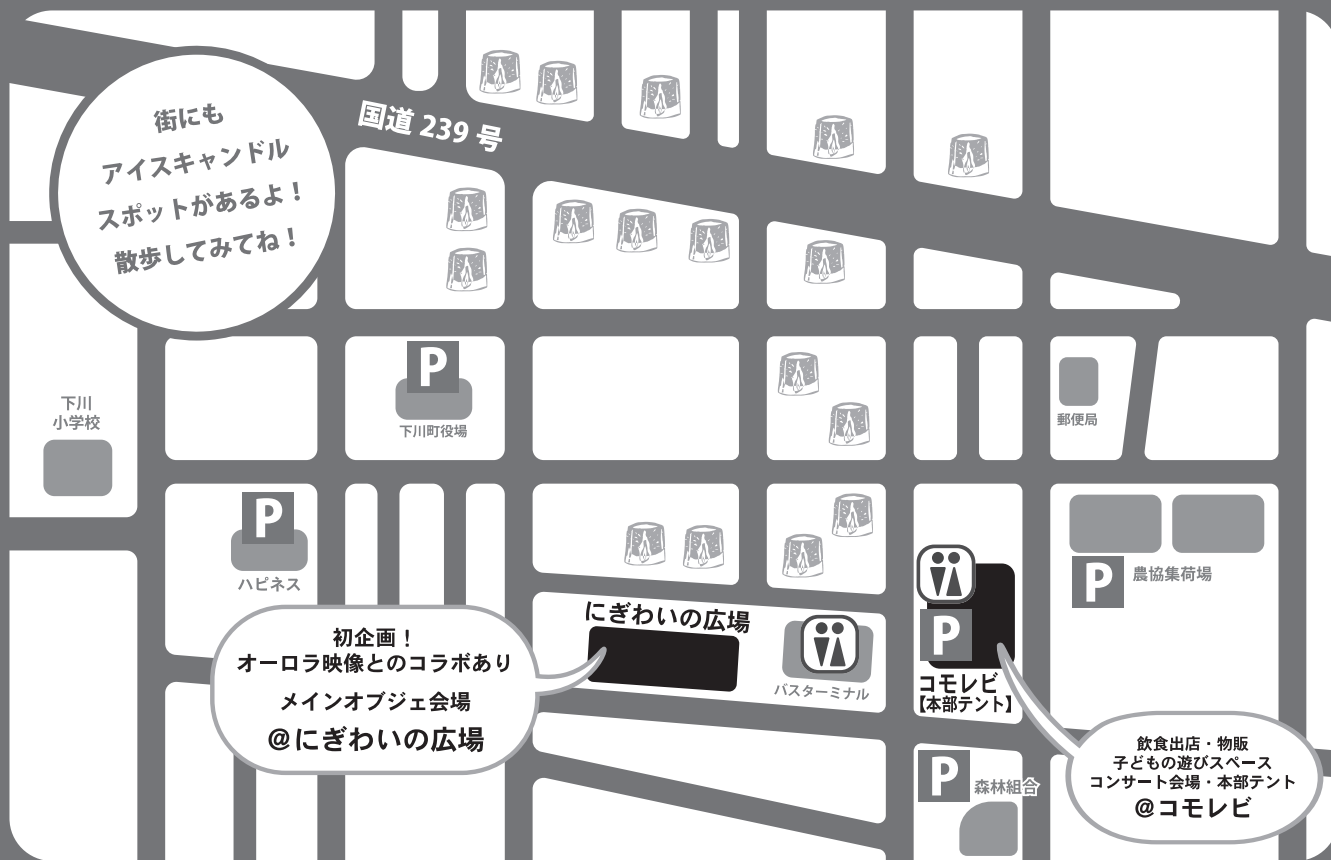 街にも
アイスキャンドル
スポットがあるよ！
散歩してみてね！
国道 239 号
下川
小学校
P
下川町役場
郵便局
P
ハピネス
P
農協集荷場
にぎわいの広場
バスターミナル
P
コモレビ
【本部テント】
初企画！
オーロラ映像とのコラボあり
メインオブジェ会場
@にぎわいの広場
P
森林組合
飲食出店・物販
子どもの遊びスペース
コンサート会場・本部テント
@コモレビ